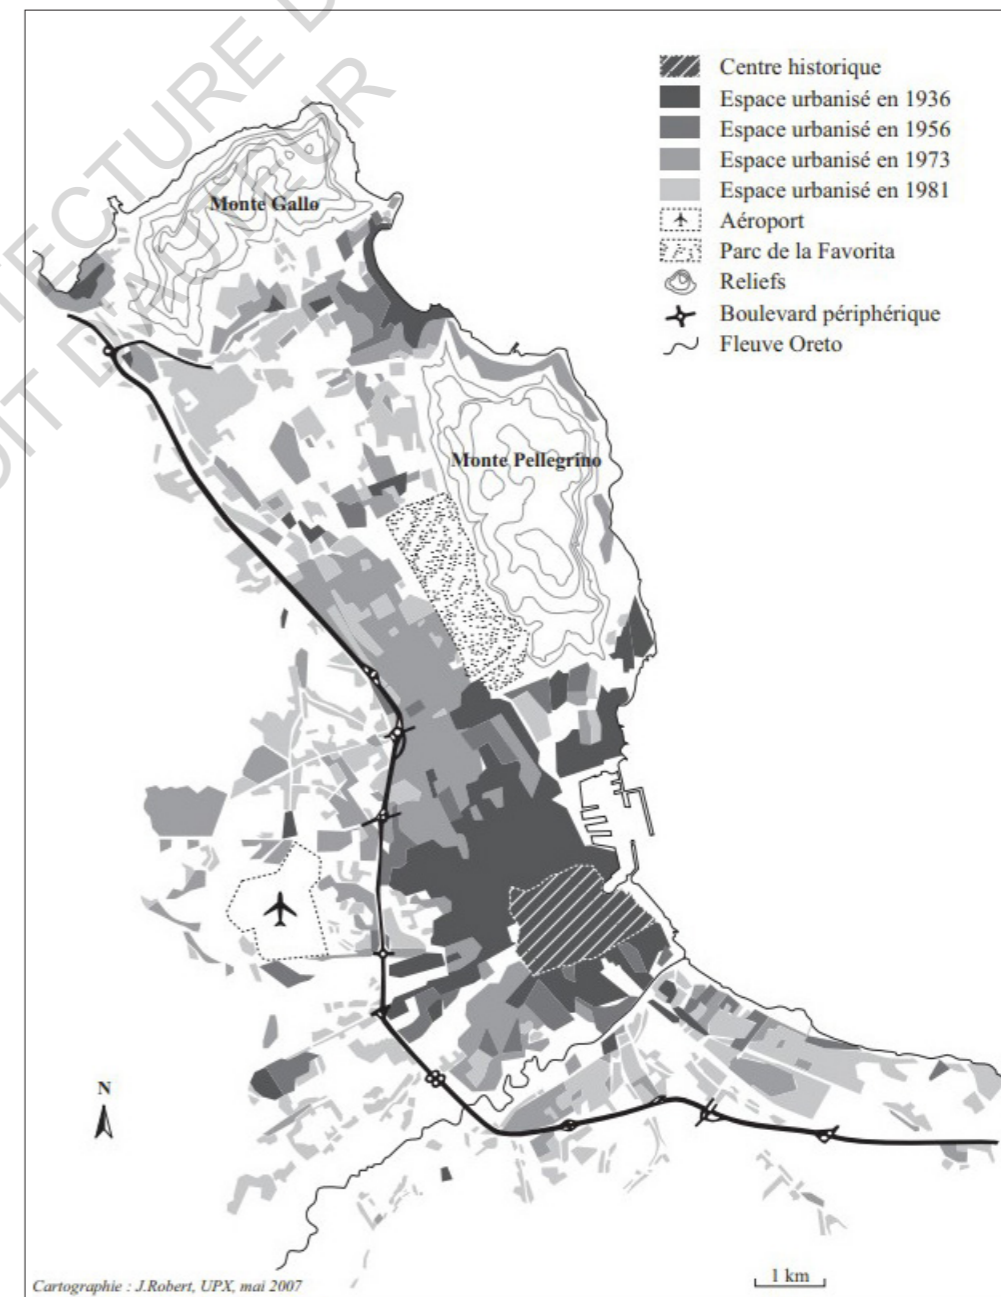 Centre historique
Espace urbanisé en 1936
Espace urbanisé en 1956
Espace urbanisé en 1973
Espace urbanisé en 1981
Aéroport
Parc de la Favorita
Reliefs
Boulevard périphérique
Fleuve Oreto
Monte Gallo
Monte Pellegrino
N
1 km
Cartographie : J.Robert, UPX, mai 2007
DROIT D'AUTEUR